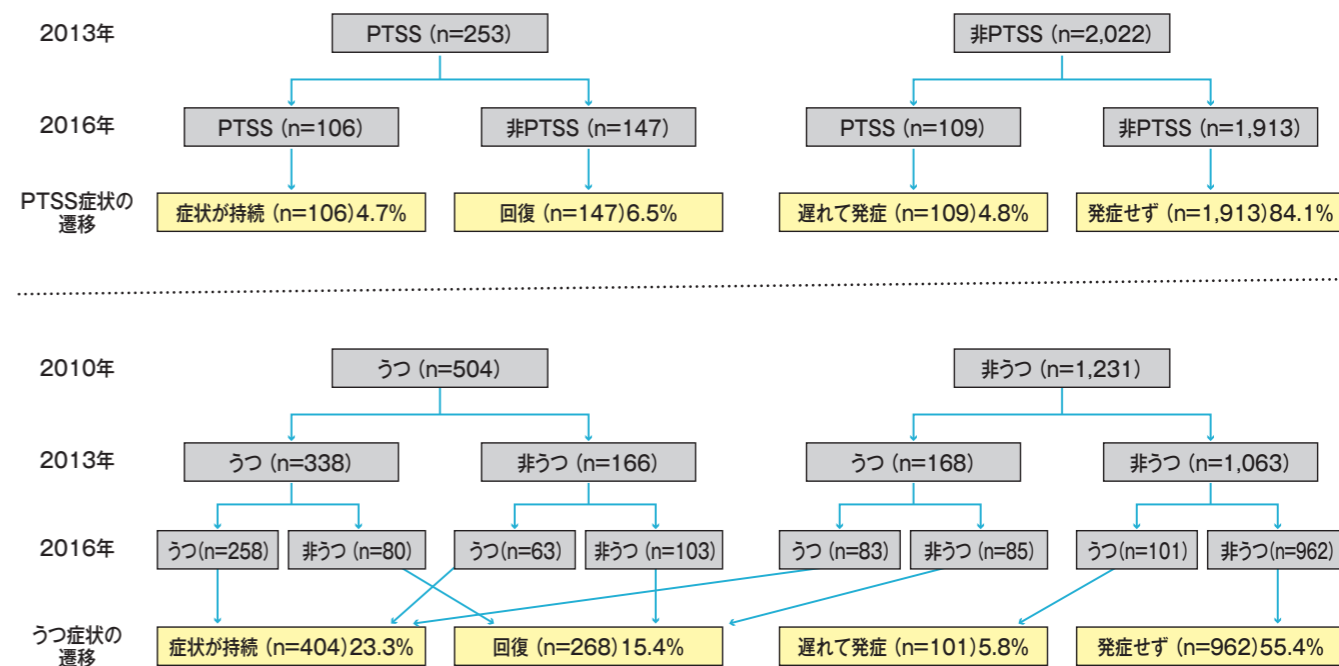 2013年
PTSS (n=253)
非PTSS (n=2,022)
2016年
PTSS (n=106)
非PTSS (n=147)
PTSS (n=109)
非PTSS (n=1,913)
PTSS症状の
遷移
症状が持続 (n=106)4.7%
回復 (n=147)6.5%
遅れて発症 (n=109)4.8%
発症せず (n=1,913)84.1%
2010年
うつ (n=504)
非うつ (n=1,231)
2013年
うつ (n=338)
非うつ (n=166)
うつ (n=168)
非うつ (n=1,063)
2016年
うつ(n=258)
非うつ(n=80)
うつ(n=63)
非うつ(n=103)
うつ (n=83)
非うつ (n=85)
うつ(n=101)
非うつ(n=962)
うつ症状の
遷移
症状が持続 (n=404)23.3%
回復 (n=268)15.4%
遅れて発症 (n=101)5.8%
発症せず (n=962)55.4%